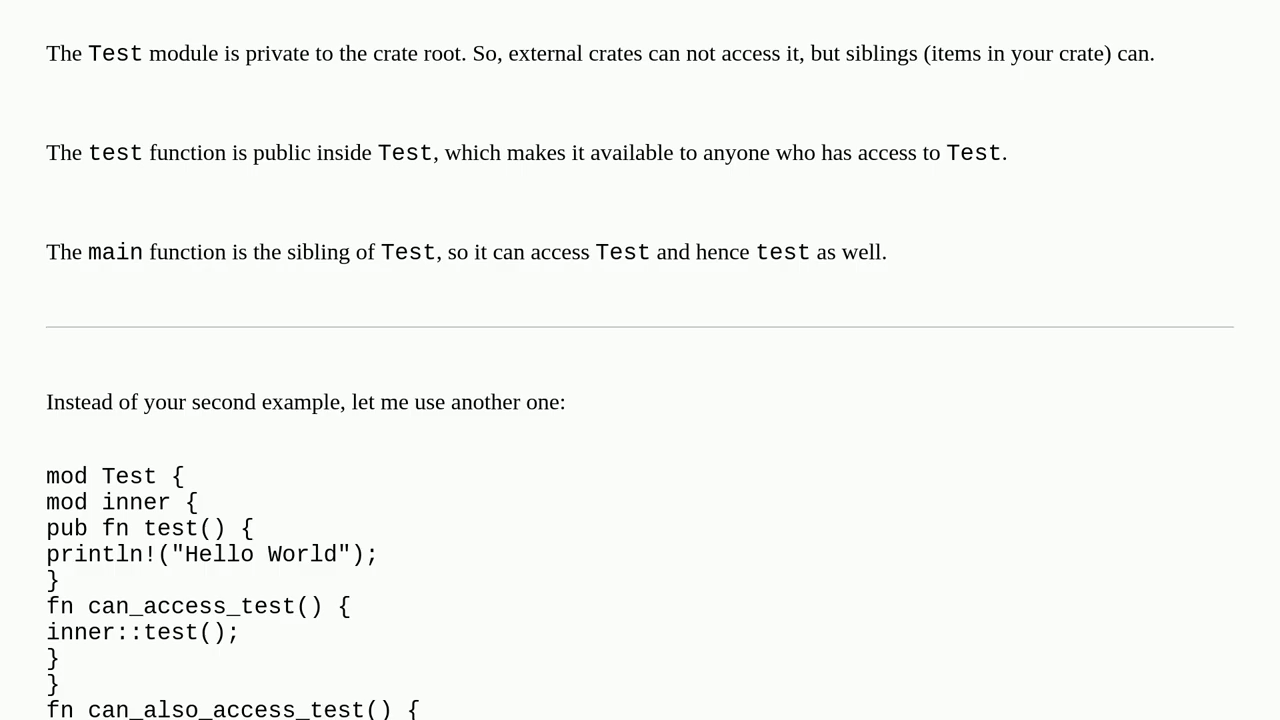 The Test module is private to the crate root. So, external crates can not access it, but siblings (items in your crate) can.
The test function is public inside Test, which makes it available to anyone who has access to Test.
The main function is the sibling of Test, so it can access Test and hence test as well.
Instead of your second example, let me use another one:
mod Test {
mod inner {
pub fn test() {
println!("Hello World");
}
fn can_access_test() {
inner::test();
}
}
fn can_also_access_test() {